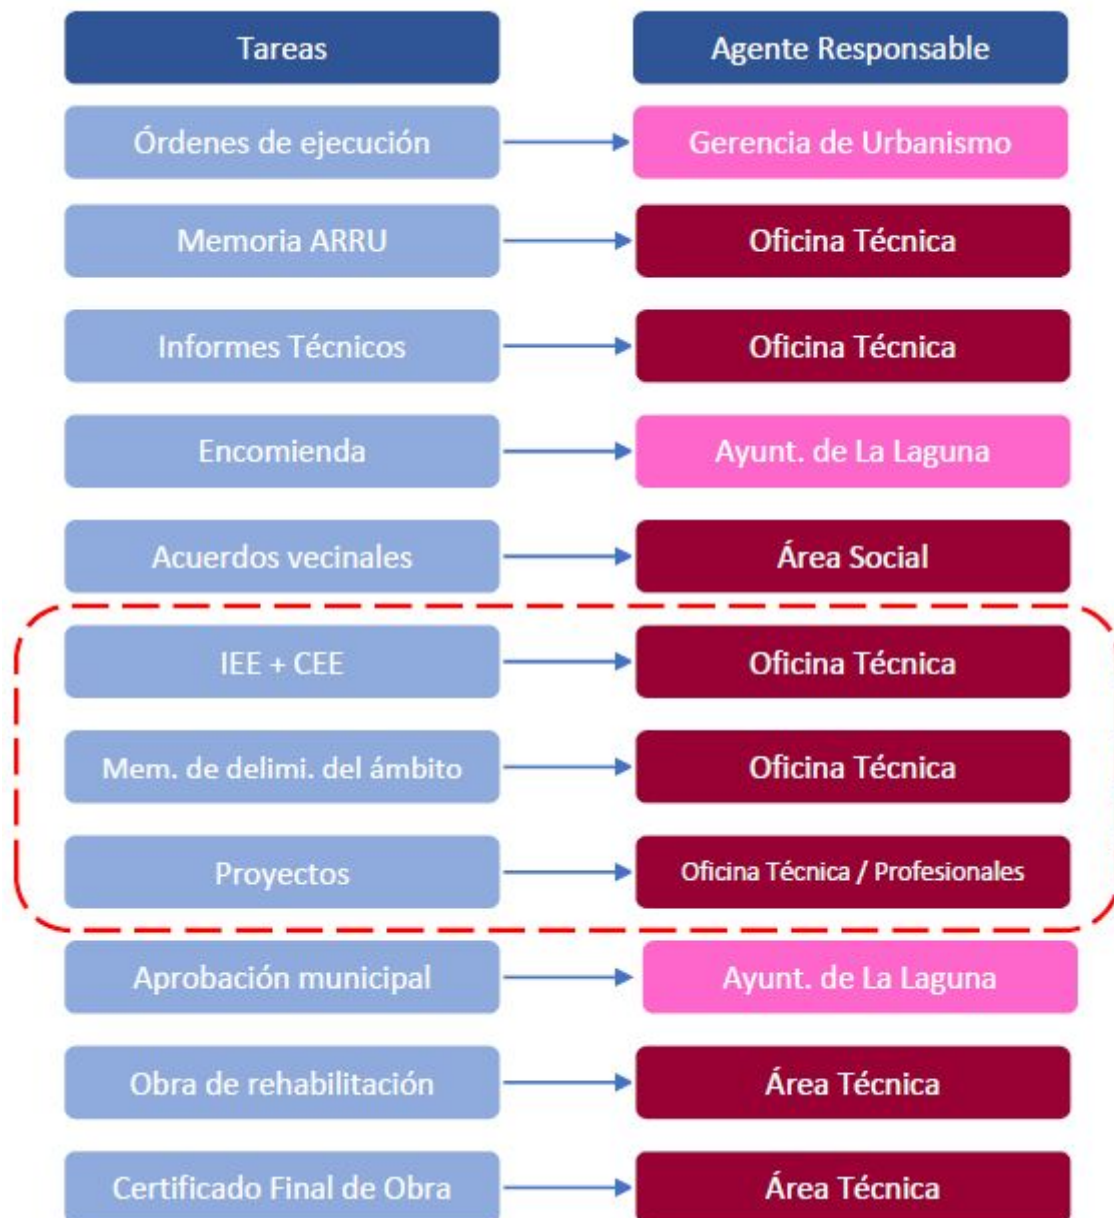 Tareas
Agente Responsable
Órdenes de ejecución
Gerencia de Urbanismo
Memoria ARRU
Oficina Técnica
Informes Técnicos
Oficina Técnica
Encomienda
Ayunt. de La Laguna
Acuerdos vecinales
Área Social
IEE + CEE
Oficina Técnica
Mem. de delimi. del ámbito
Oficina Técnica
Proyectos
Oficina Técnica / Profesionales
Aprobación municipal
Ayunt. de La Laguna
Obra de rehabilitación
Área Técnica
Certificado Final de Obra
Área Técnica